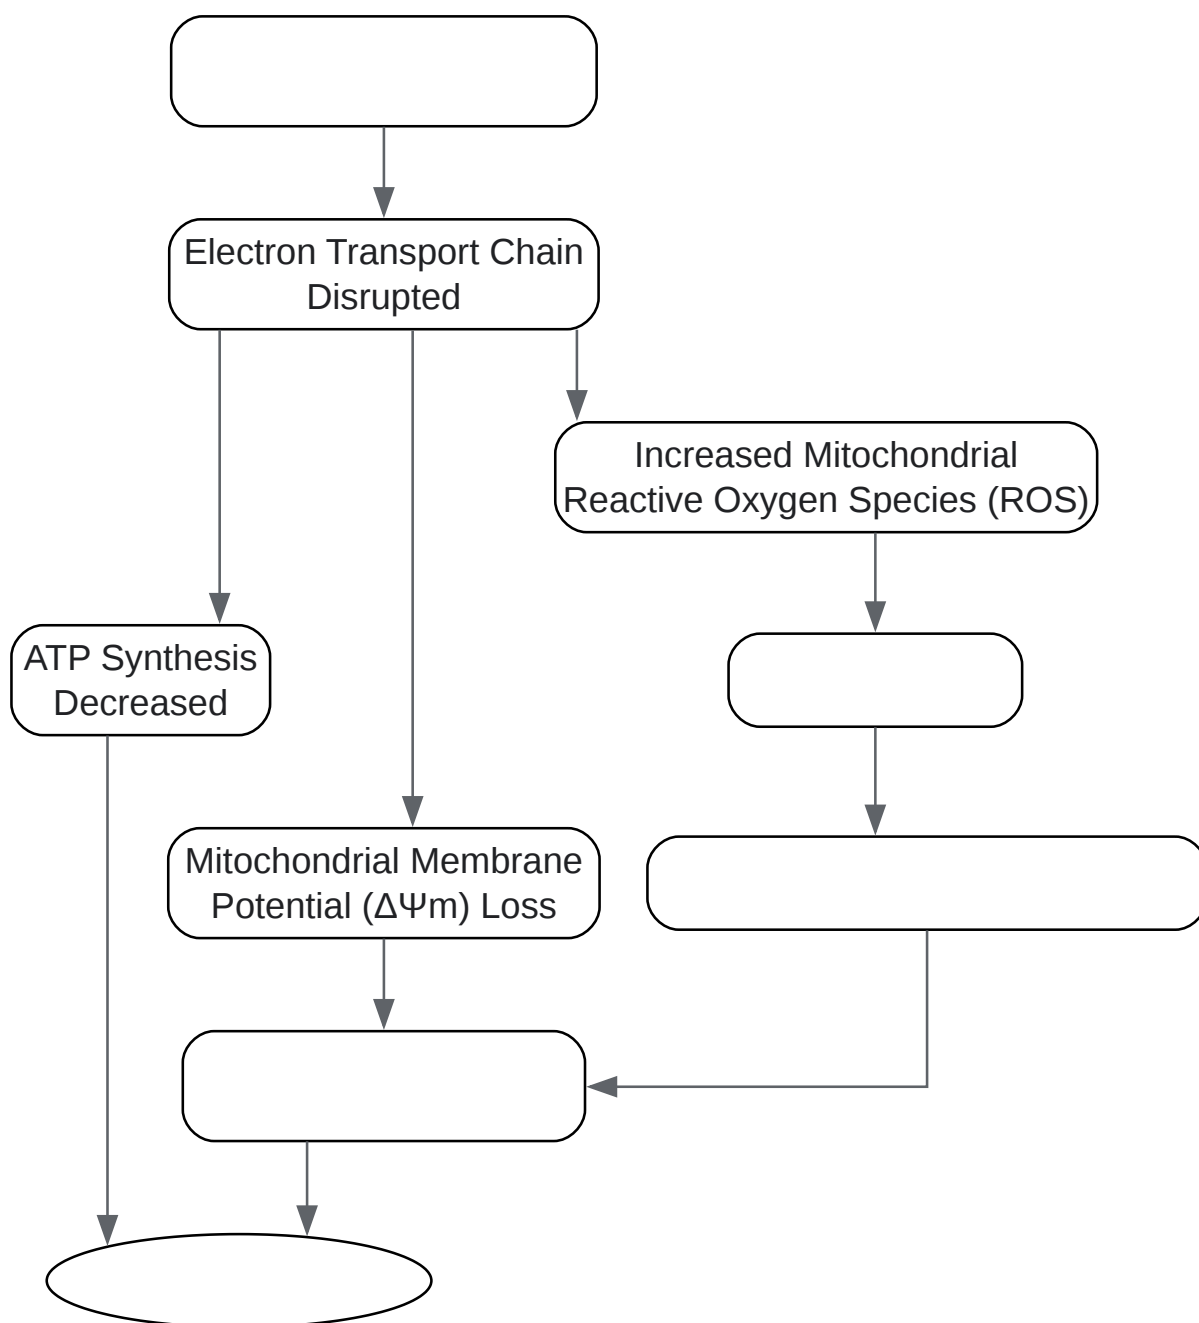 Electron Transport Chain
Disrupted
Increased Mitochondrial
Reactive Oxygen Species (ROS)
ATP Synthesis
Decreased
Mitochondrial Membrane
Potential (ΔΨm) Loss